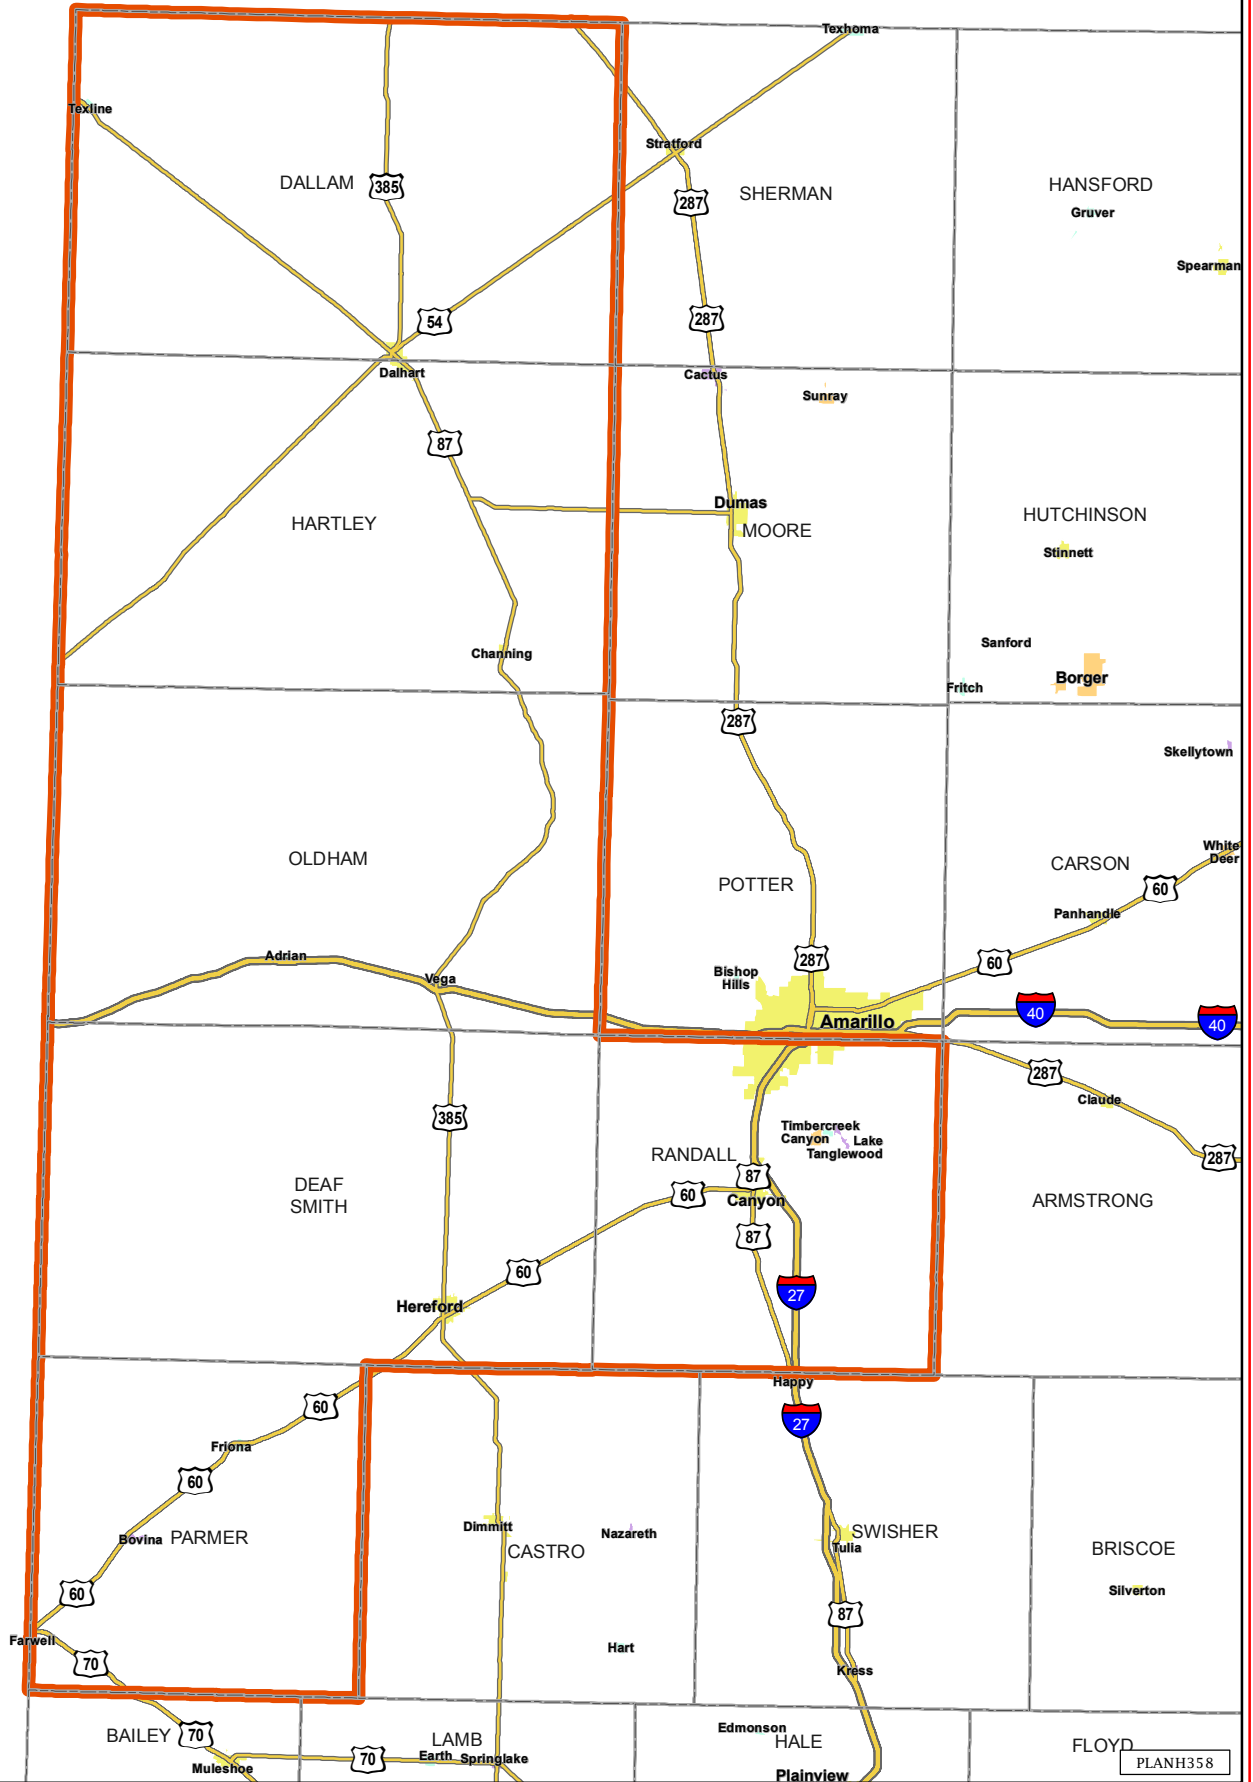 Texhoma
Texline
Stratford
DALLAM
385
SHERMAN
HANSFORD
287
Gruver
Spearman
54
287
Dalhart
Cactus
Sunray
87
Dumas
HARTLEY
MOORE
HUTCHINSON
Stinnett
Channing
Sanford
Borger
Fritch
287
Skellytown
OLDHAM
POTTER
CARSON
White
Deer
60
Panhandle
Adrian
Vega
287
60
Bishop
Hills
Amarillo
40
40
287
Claude
385
Timbercreek
Canyon
Lake
Tanglewood
RANDALL
287
87
DEAF
SMITH
60
Canyon
ARMSTRONG
87
60
27
Hereford
Happy
60
27
Friona
60
Bovina
PARMER
Dimmitt
Nazareth
CASTRO
SWISHER
Tulia
BRISCOE
Silverton
60
87
Farwell
Hart
70
Kress
BAILEY
70
LAMB
Edmonson
HALE
FLOYD
Muleshoe
70
Earth
Springlake
Plainview
PLANH358